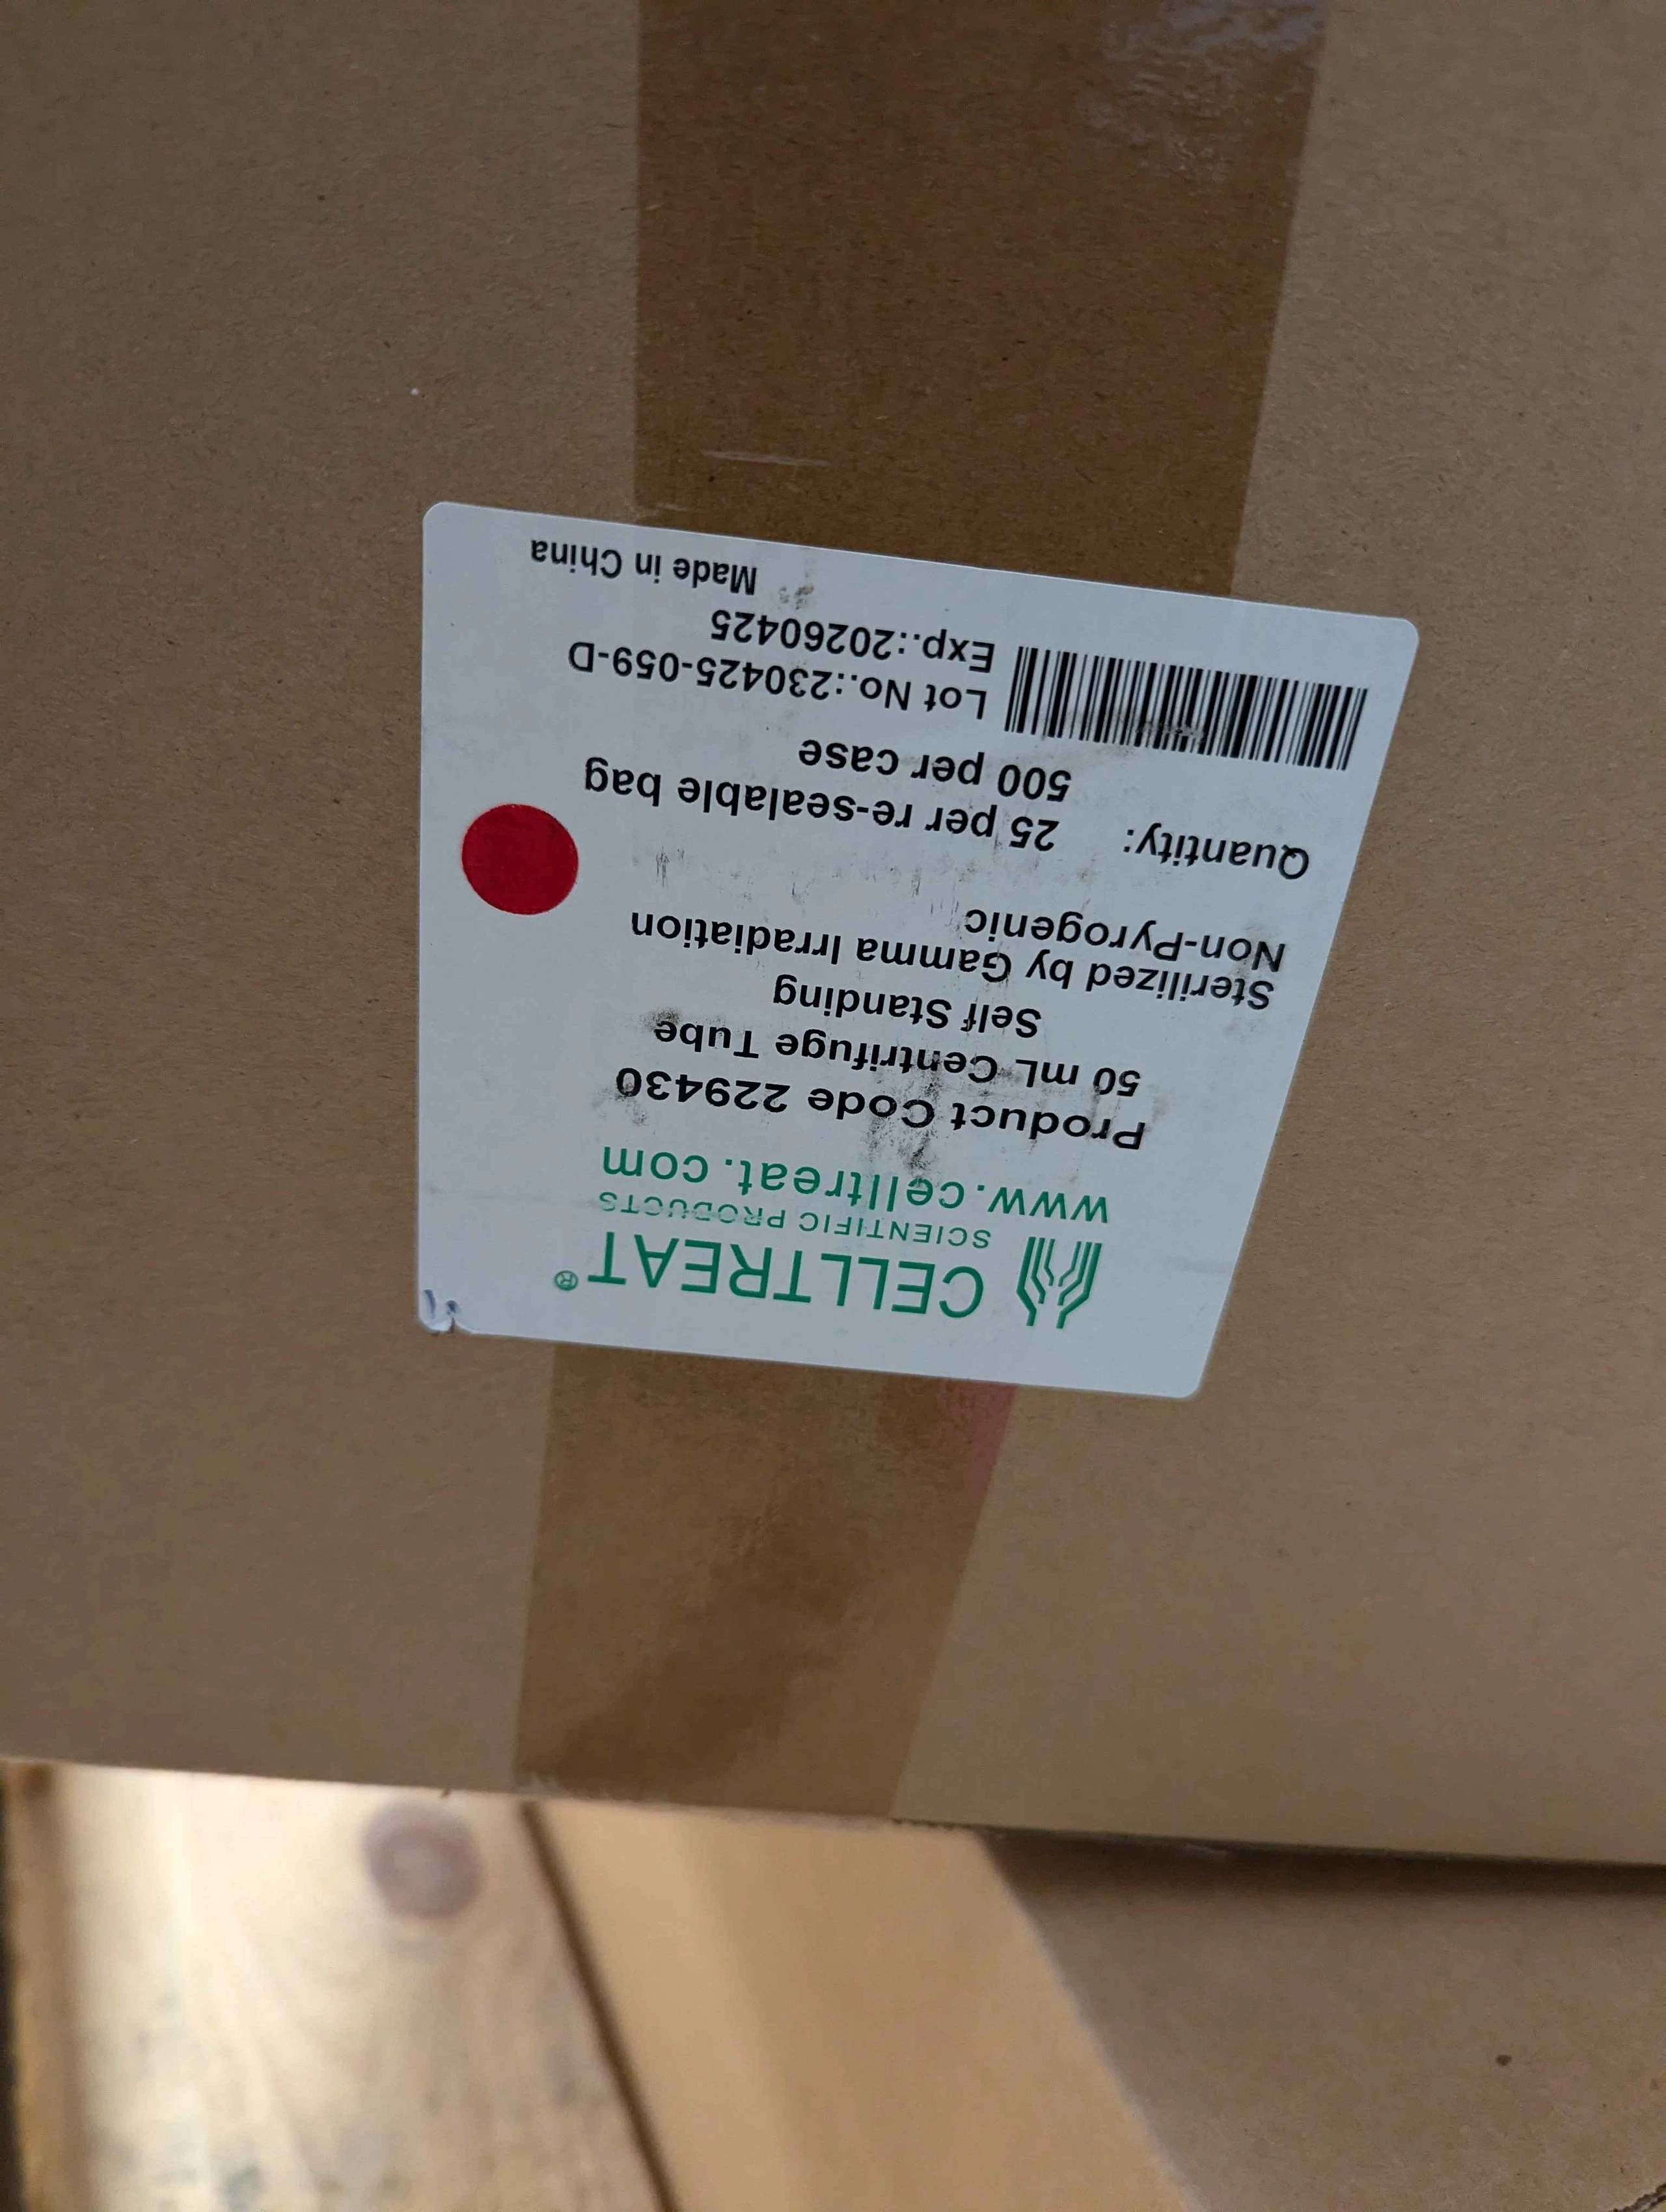 CELLTREAT®
SCIENTIFIC PRODUCTS
www.celltreat.com
Product Code 229430
50 mL Centrifuge Tube
Self Standing
Sterilized by Gamma Irradiation
Non-Pyrogenic
Quantity: 25 per re-sealable bag
500 per case
Lot No.:230425-059-D
Exp.:20260425
Made in China